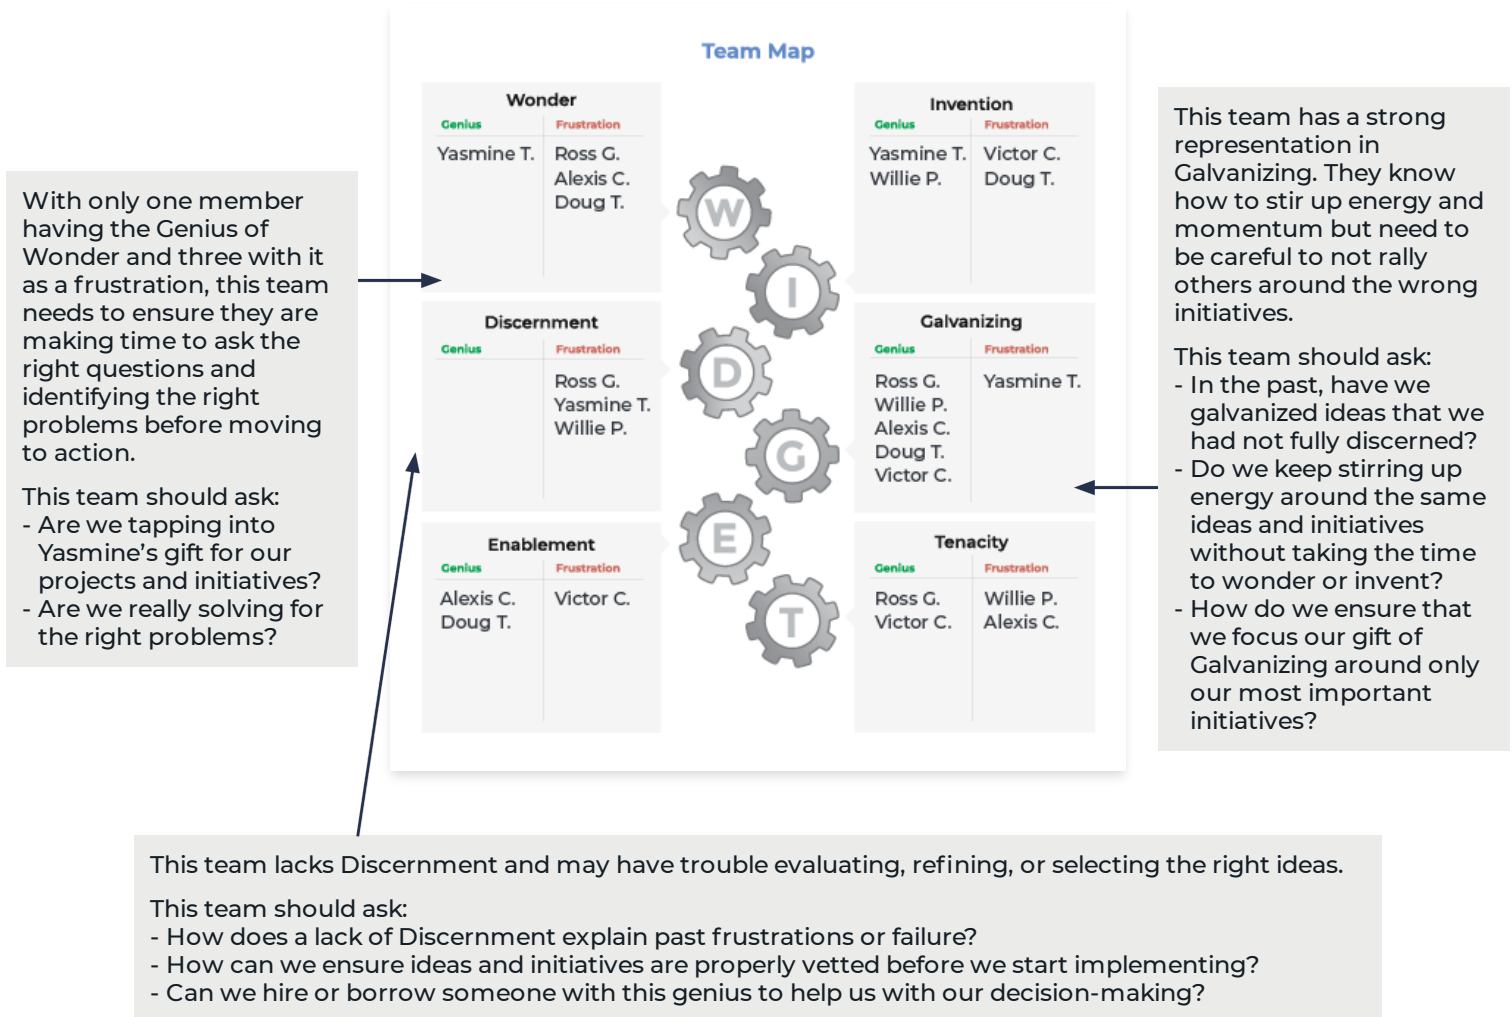 Team Map
Wonder
Genius Frustration
Yasmine T. Ross G.
Alexis C.
Doug T.
Invention
Genius Frustration
Yasmine T. Victor C.
Willie P. Doug T.
Discernment
Genius Frustration
Ross G.
Yasmine T.
Willie P.
Galvanizing
Genius Frustration
Ross G. Yasmine T.
Willie P.
Alexis C.
Doug T.
Victor C.
Enablement
Genius Frustration
Alexis C. Victor C.
Doug T.
Tenacity
Genius Frustration
Ross G. Willie P.
Victor C. Alexis C.
W
I
D
G
E
T
With only one member
having the Genius of
Wonder and three with it
as a frustration, this team
needs to ensure they are
making time to ask the
right questions and
identifying the right
problems before moving
to action.
This team should ask:
- Are we tapping into
Yasmine’s gift for our
projects and initiatives?
- Are we really solving for
the right problems?
This team has a strong
representation in
Galvanizing. They know
how to stir up energy and
momentum but need to
be careful to not rally
others around the wrong
initiatives.
This team should ask:
- In the past, have we
galvanized ideas that we
had not fully discerned?
- Do we keep stirring up
energy around the same
ideas and initiatives
without taking the time
to wonder or invent?
- How do we ensure that
we focus our gift of
Galvanizing around only
our most important
initiatives?
This team lacks Discernment and may have trouble evaluating, refining, or selecting the right ideas.
This team should ask:
- How does a lack of Discernment explain past frustrations or failure?
- How can we ensure ideas and initiatives are properly vetted before we start implementing?
- Can we hire or borrow someone with this genius to help us with our decision-making?